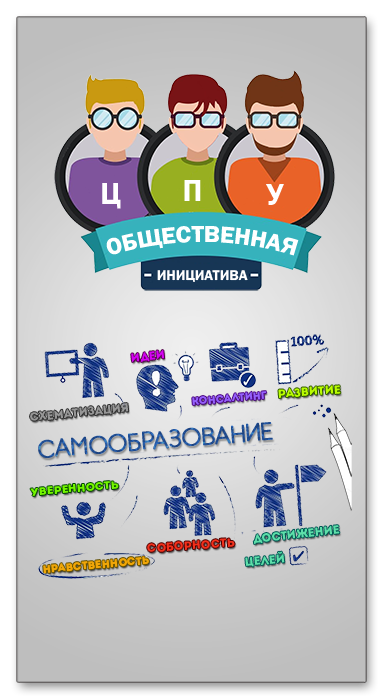 Ц П У
ОБЩЕСТВЕННАЯ
- ИНИЦИАТИВА -
100%
ИДЕИ
СХЕМАТИЗАЦИЯ
КОНСАЛТИНГ
РАЗВИТИЕ
САМООБРАЗОВАНИЕ
УВЕРЕННОСТЬ
НРАВСТВЕННОСТЬ
СОБОРНОСТЬ
ДОСТИЖЕНИЕ
ЦЕЛЕЙ